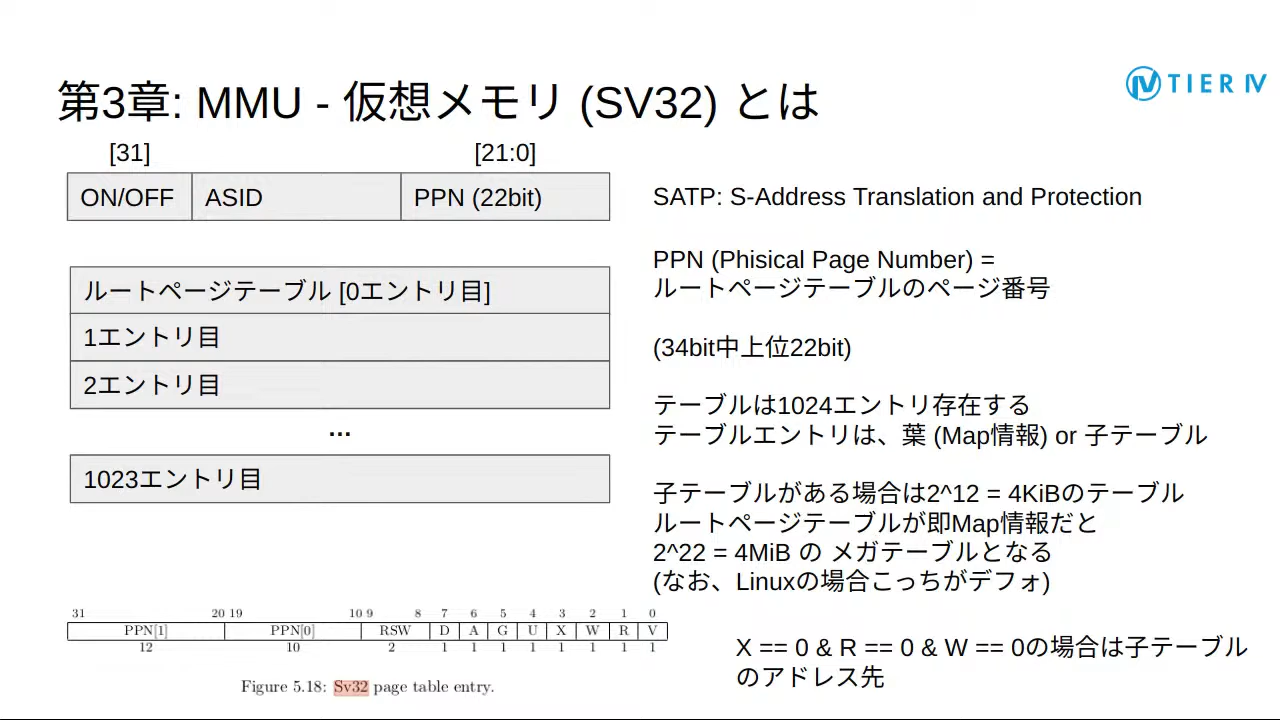 第3章: MMU - 仮想メモリ (SV32) とは
TIER IV
[31] [21:0]
ON/OFF ASID PPN (22bit)
ルートページテーブル [0エントリ目]
1エントリ目
2エントリ目
...
1023エントリ目
SATP: S-Address Translation and Protection
PPN (Phisical Page Number) =
ルートページテーブルのページ番号
(34bit中上位22bit)
テーブルは1024エントリ存在する
テーブルエントリは、葉 (Map情報) or 子テーブル
子テーブルがある場合は2^12 = 4KiBのテーブル
ルートページテーブルが即Map情報だと
2^22 = 4MiB の メガテーブルとなる
(なお、Linuxの場合こっちがデフォ)
31 20 19 10 9 8 7 6 5 4 3 2 1 0
PPN[1] PPN[0] RSW D A G U X W R V
12 10 2 1 1 1 1 1 1 1 1
Figure 5.18: Sv32 page table entry.
X == 0 & R == 0 & W == 0の場合は子テーブル
のアドレス先